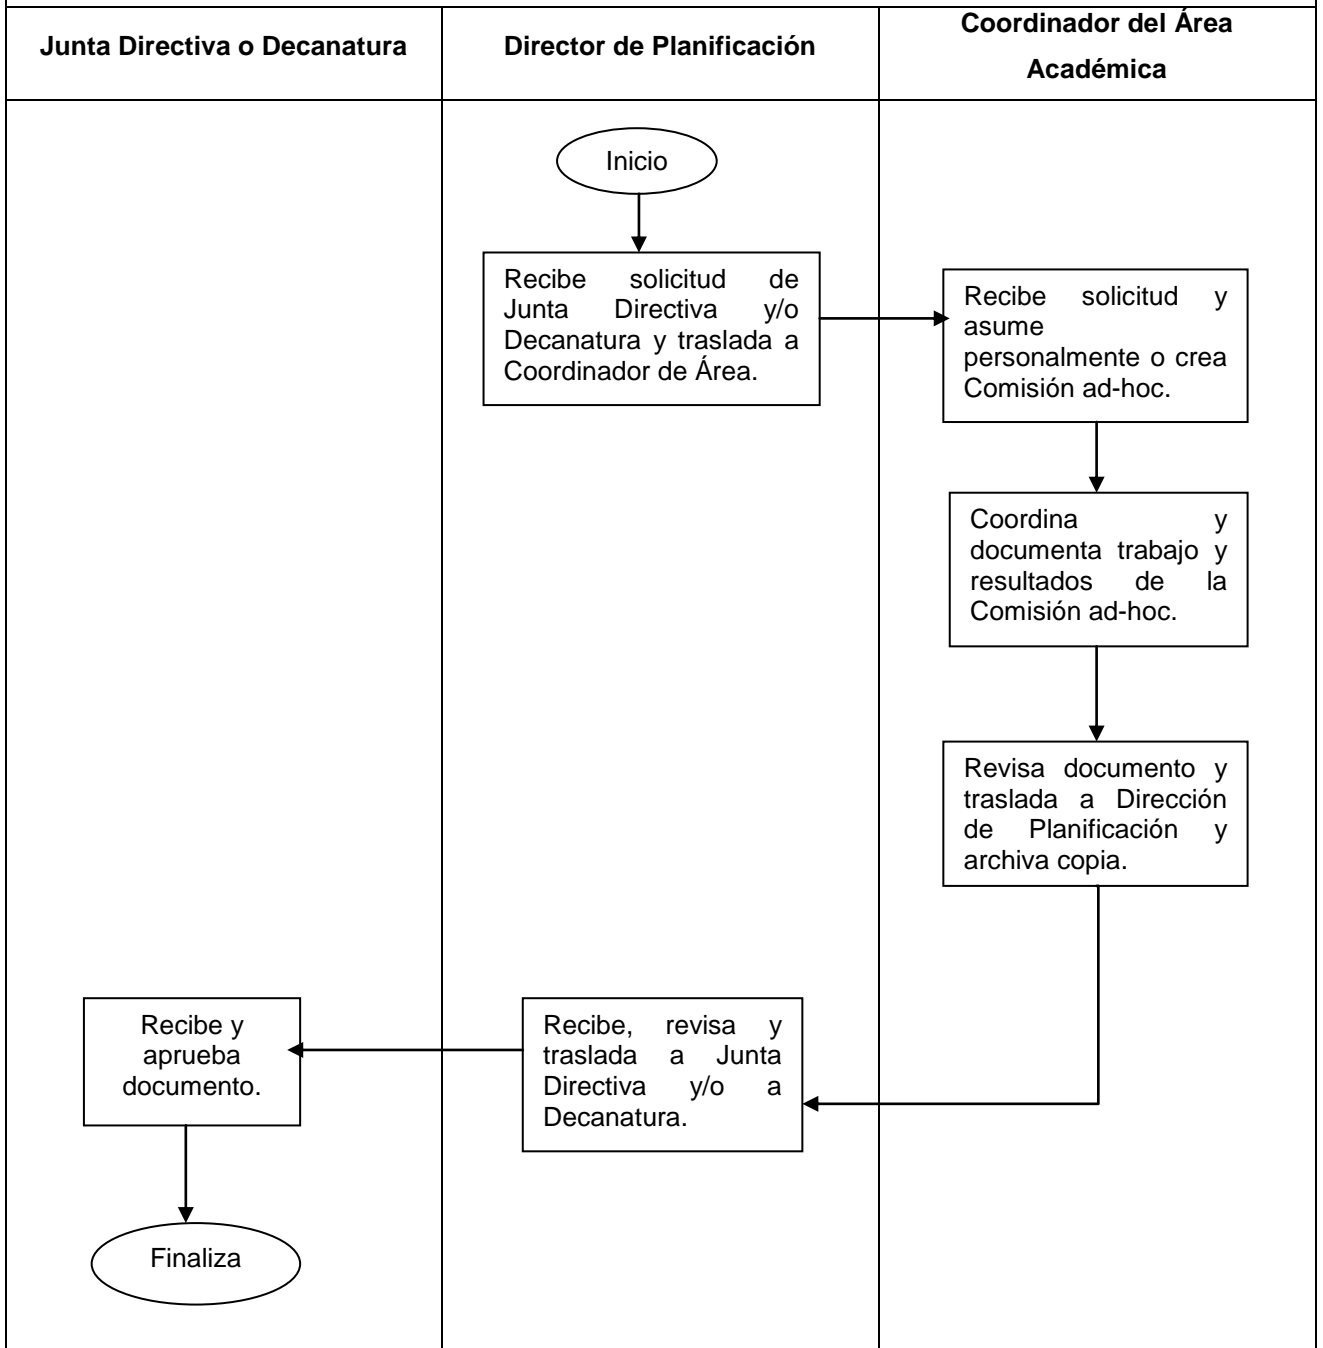 Junta Directiva o Decanatura
Director de Planificación
Coordinador del Área
Académica
Inicio
Recibe solicitud de
Junta Directiva y/o
Decanatura y traslada a
Coordinador de Área.
Recibe solicitud y
asume
personalmente o crea
Comisión ad-hoc.
Coordina y
documenta trabajo y
resultados de la
Comisión ad-hoc.
Revisa documento y
traslada a Dirección
de Planificación y
archiva copia.
Recibe, revisa y
traslada a Junta
Directiva y/o a
Decanatura.
Recibe y
aprueba
documento.
Finaliza